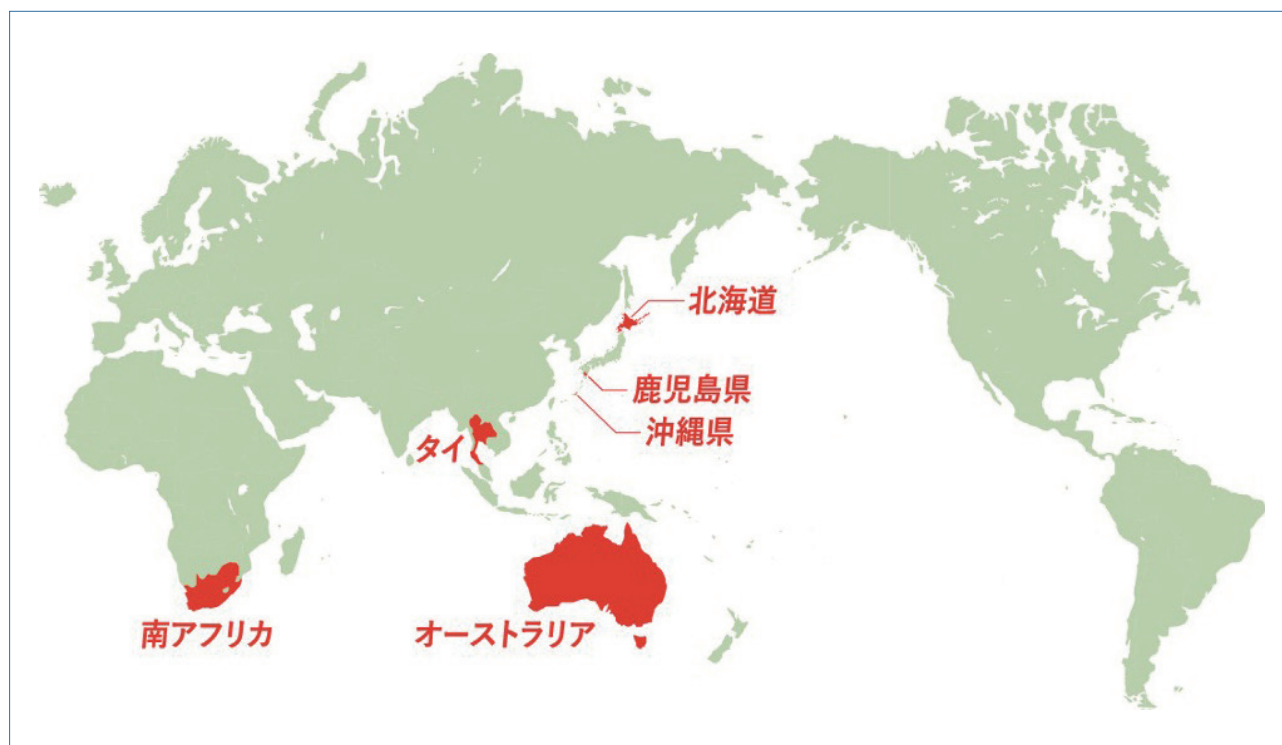 北海道
鹿児島県
沖縄県
タイ
南アフリカ
オーストラリア